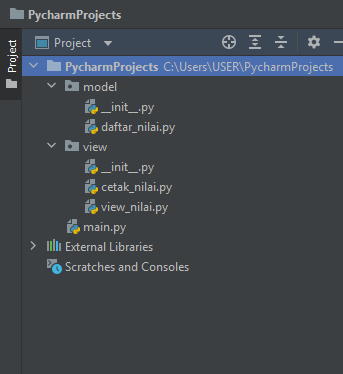 PycharmProjects
Project
Project
PycharmProjects C:\Users\USER\PycharmProjects
model
__init__.py
daftar_nilai.py
view
__init__.py
cetak_nilai.py
view_nilai.py
main.py
External Libraries
Scratches and Consoles